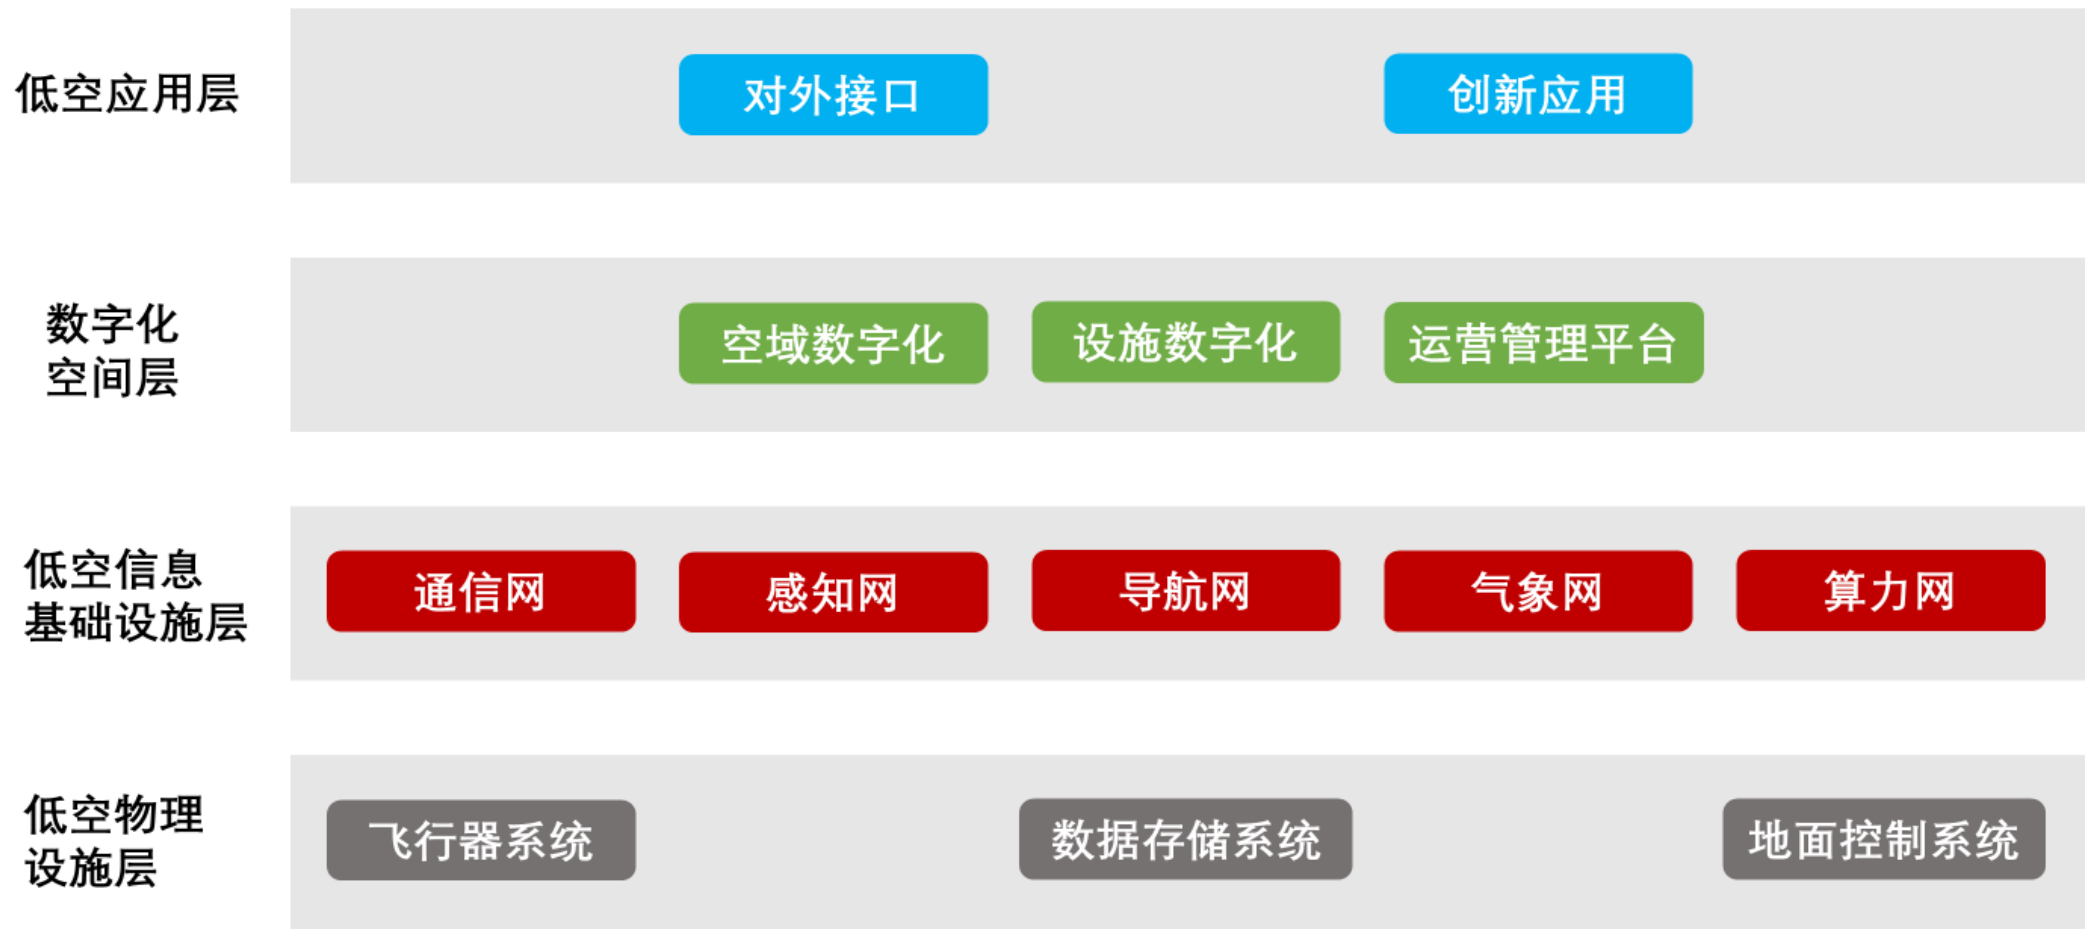 低空应用层
对外接口
创新应用
数字化
空间层
空域数字化
设施数字化
运营管理平台
低空信息
基础设施层
通信网
感知网
导航网
气象网
算力网
低空物理
设施层
飞行器系统
数据存储系统
地面控制系统